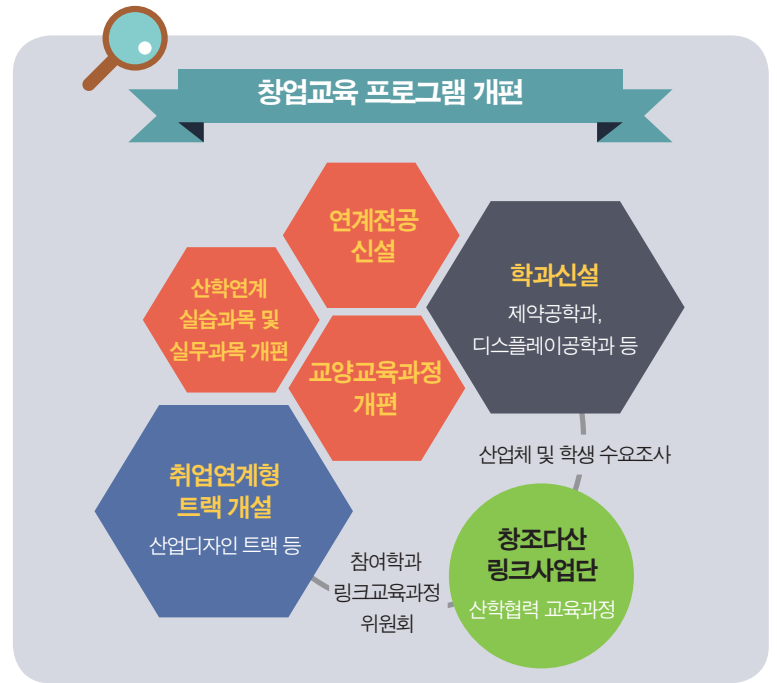 창업교육 프로그램 개편
연계전공
신설
학과신설
제약공학과,
디스플레이공학과 등
산학연계
실습과목 및
실무과목 개편
교양교육과정
개편
취업연계형
트랙 개설
산업디자인 트랙 등
산업체 및 학생 수요조사
창조다산
링크사업단
산학협력 교육과정
참여학과
링크교육과정
위원회